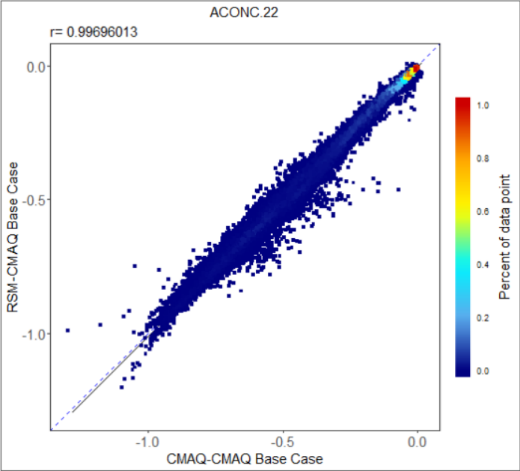 ACONC.22
r= 0.99696013
0.0
-0.5
-1.0
RSM-CMAQ Base Case
-1.0
-0.5
0.0
CMAQ-CMAQ Base Case
1.0
0.8
0.6
0.4
0.2
0.0
Percent of data point